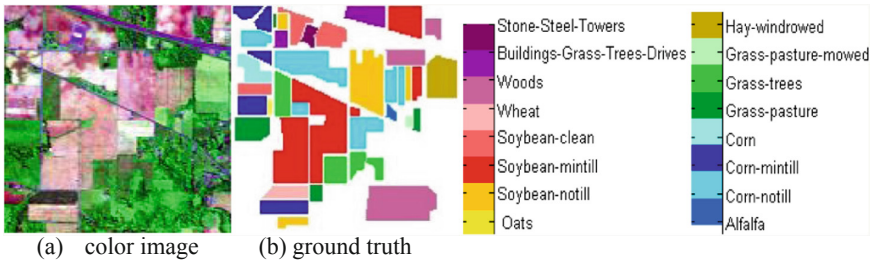 Stone-Steel-Towers
Buildings-Grass-Trees-Drives
Woods
Wheat
Soybean-clean
Soybean-mintill
Soybean-notill
Oats
Hay-windrowed
Grass-pasture-mowed
Grass-trees
Grass-pasture
Corn
Corn-mintill
Corn-notill
Alfalfa
(a) color image
(b) ground truth